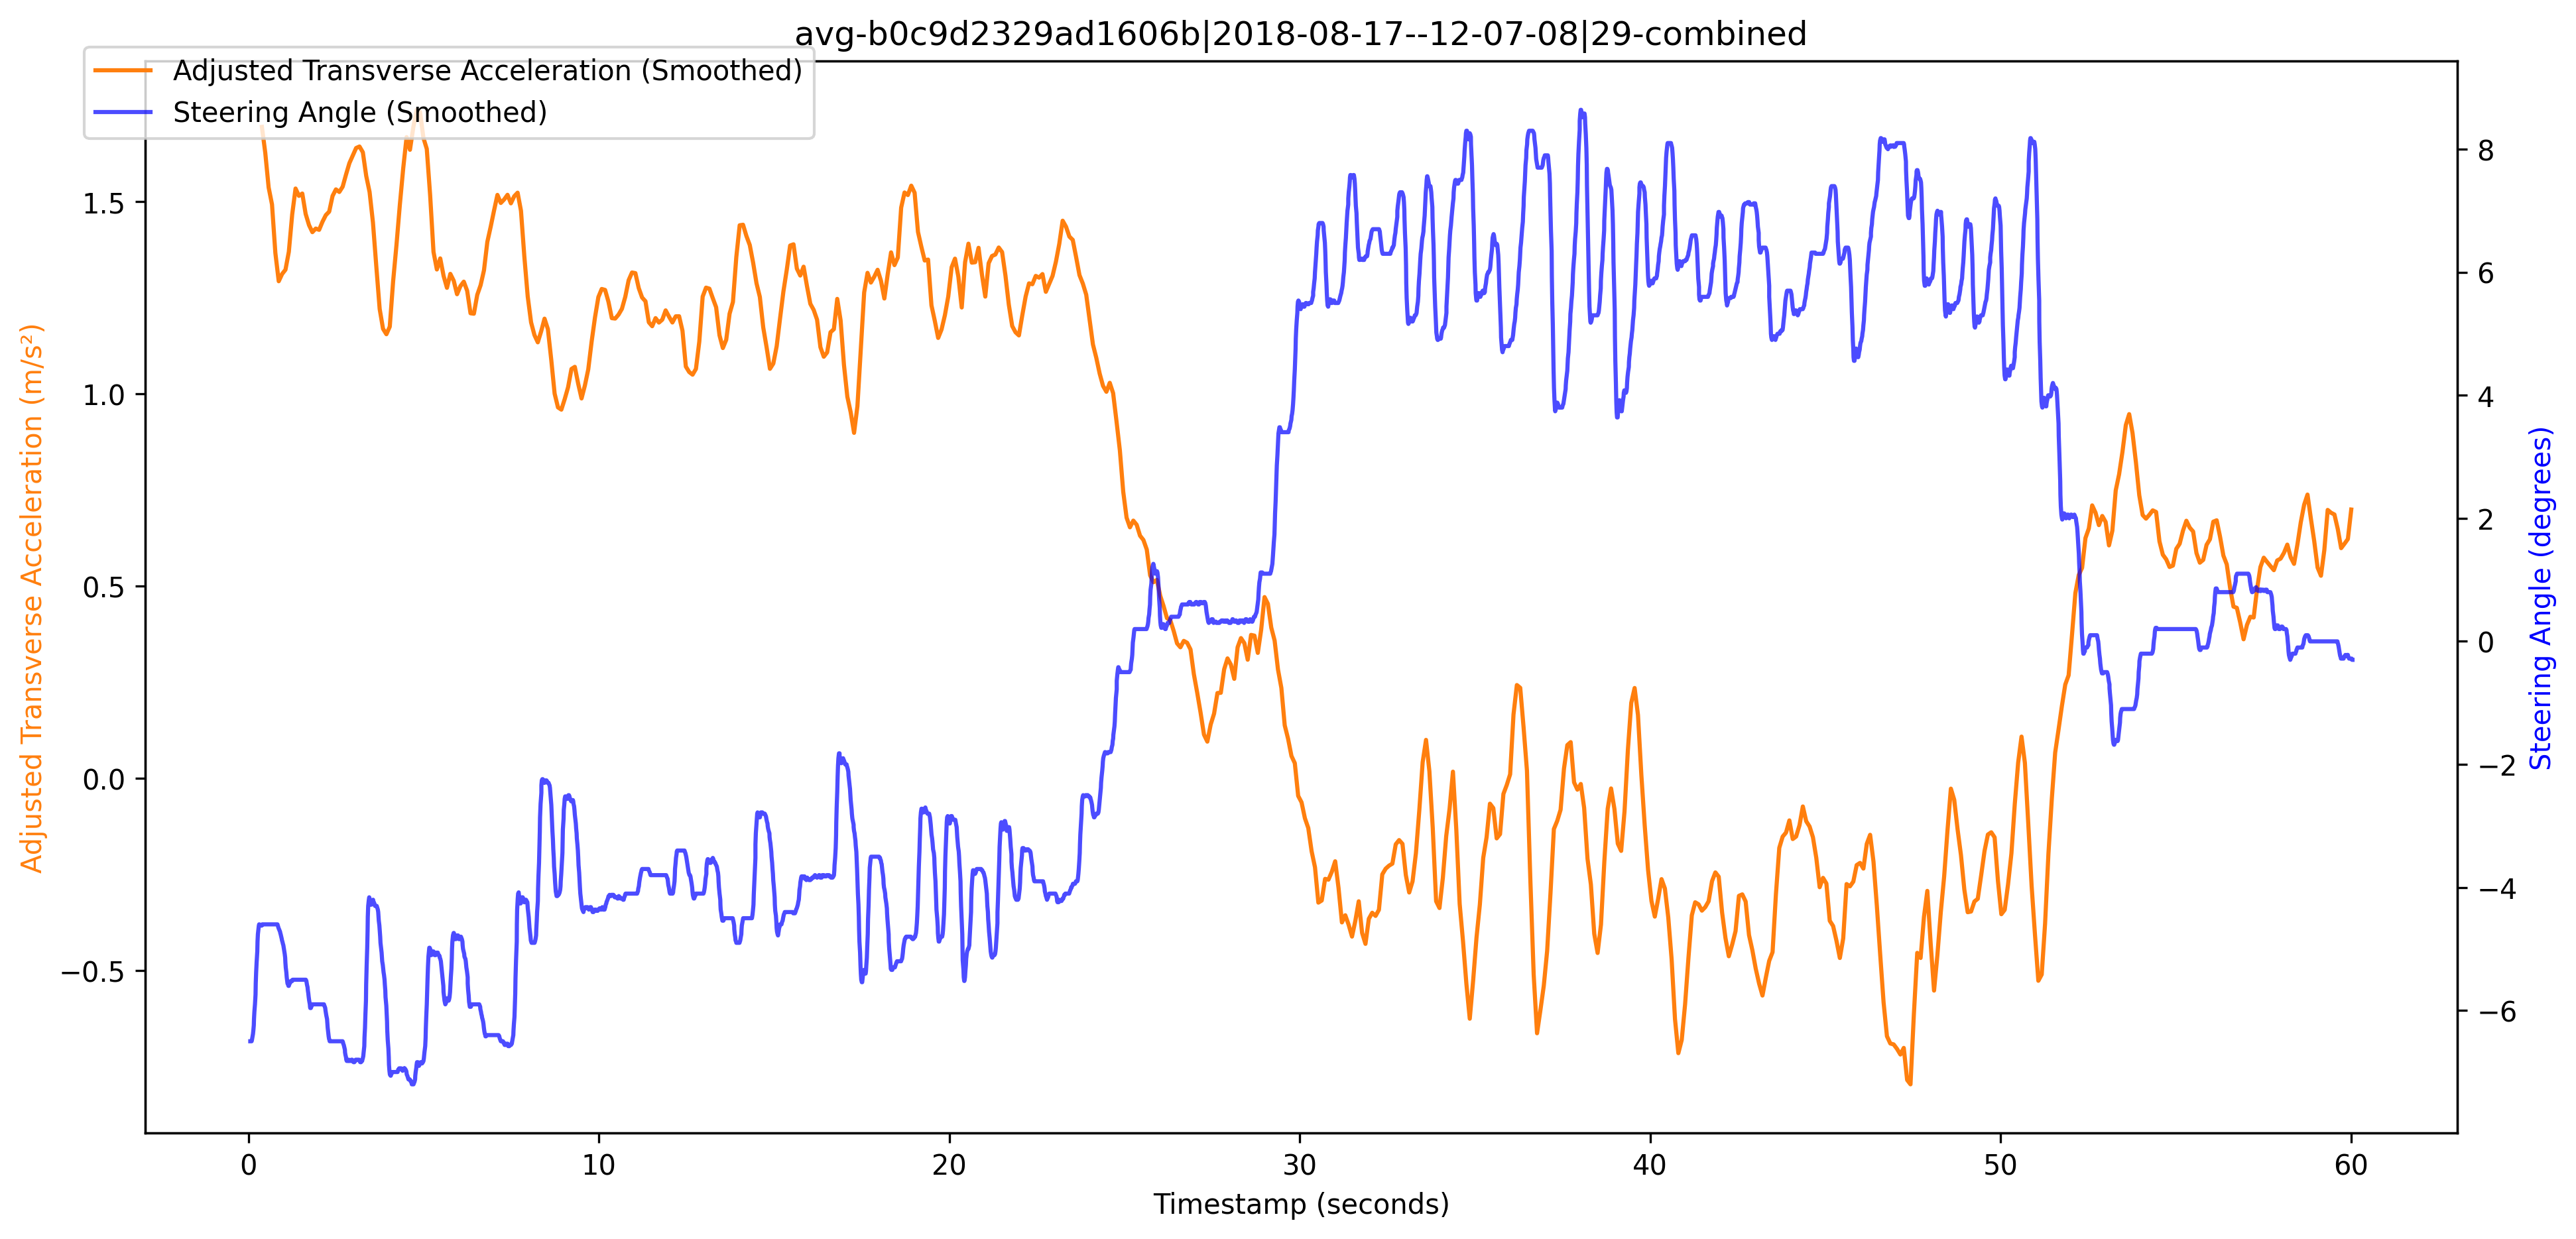 avg-b0c9d2329ad1606b|2018-08-17--12-07-08|29-combined
Adjusted Transverse Acceleration (Smoothed)
Steering Angle (Smoothed)
Adjusted Transverse Acceleration (m/s²)
1.5
1.0
0.5
0.0
−0.5
8
6
4
2
0
−2
−4
−6
Steering Angle (degrees)
0 10 20 30 40 50 60
Timestamp (seconds)